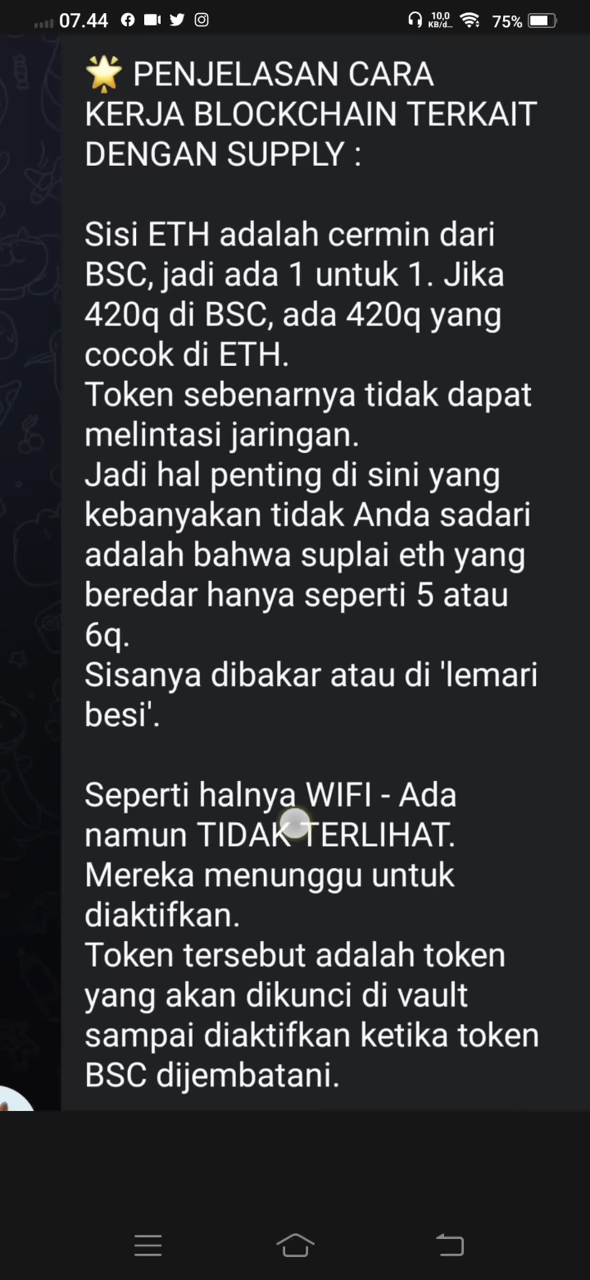 07.44
10,0
KB/d...
75%
🌟 PENJELASAN CARA
KERJA BLOCKCHAIN TERKAIT
DENGAN SUPPLY :
Sisi ETH adalah cermin dari
BSC, jadi ada 1 untuk 1. Jika
420q di BSC, ada 420q yang
cocok di ETH.
Token sebenarnya tidak dapat
melintasi jaringan.
Jadi hal penting di sini yang
kebanyakan tidak Anda sadari
adalah bahwa suplai eth yang
beredar hanya seperti 5 atau
6q.
Sisanya dibakar atau di 'lemari
besi'.
Seperti halnya WIFI - Ada
namun TIDAK TERLIHAT.
Mereka menunggu untuk
diaktifkan.
Token tersebut adalah token
yang akan dikunci di vault
sampai diaktifkan ketika token
BSC dijembatani.